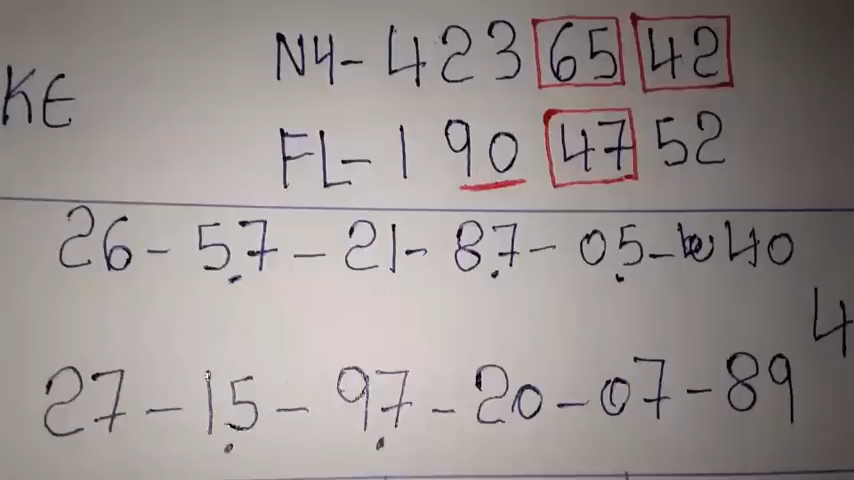 NY-423 65 42
KE
FL-1 90 47 52
26-57-21-87-05-40
4
27-15-97-20-07-89